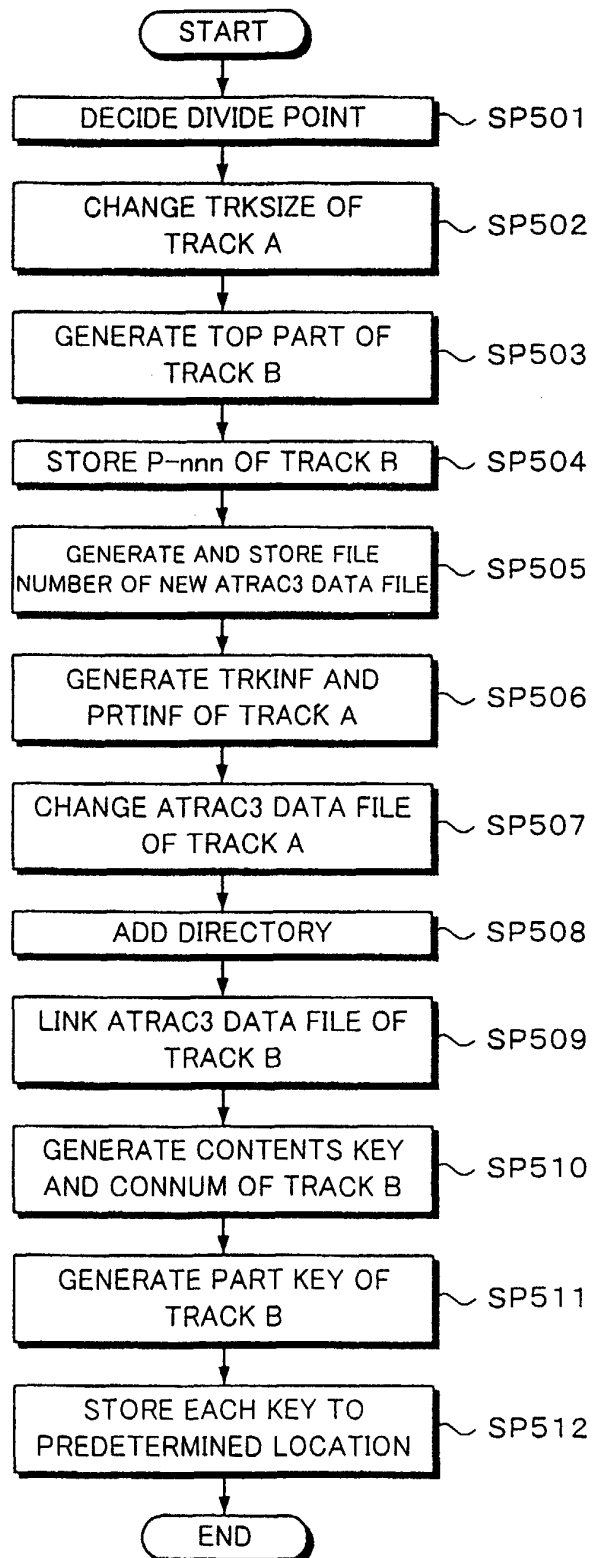 START
DECIDE DIVIDE POINT
SP501
CHANGE TRKSIZE OF
TRACK A
SP502
GENERATE TOP PART OF
TRACK B
SP503
STORE P-nnn OF TRACK B
SP504
GENERATE AND STORE FILE
NUMBER OF NEW ATRAC3 DATA FILE
SP505
GENERATE TRKINF AND
PRTINF OF TRACK A
SP506
CHANGE ATRAC3 DATA FILE
OF TRACK A
SP507
ADD DIRECTORY
SP508
LINK ATRAC3 DATA FILE OF
TRACK B
SP509
GENERATE CONTENTS KEY
AND CONNUM OF TRACK B
SP510
GENERATE PART KEY OF
TRACK B
SP511
STORE EACH KEY TO
PREDETERMINED LOCATION
SP512
END